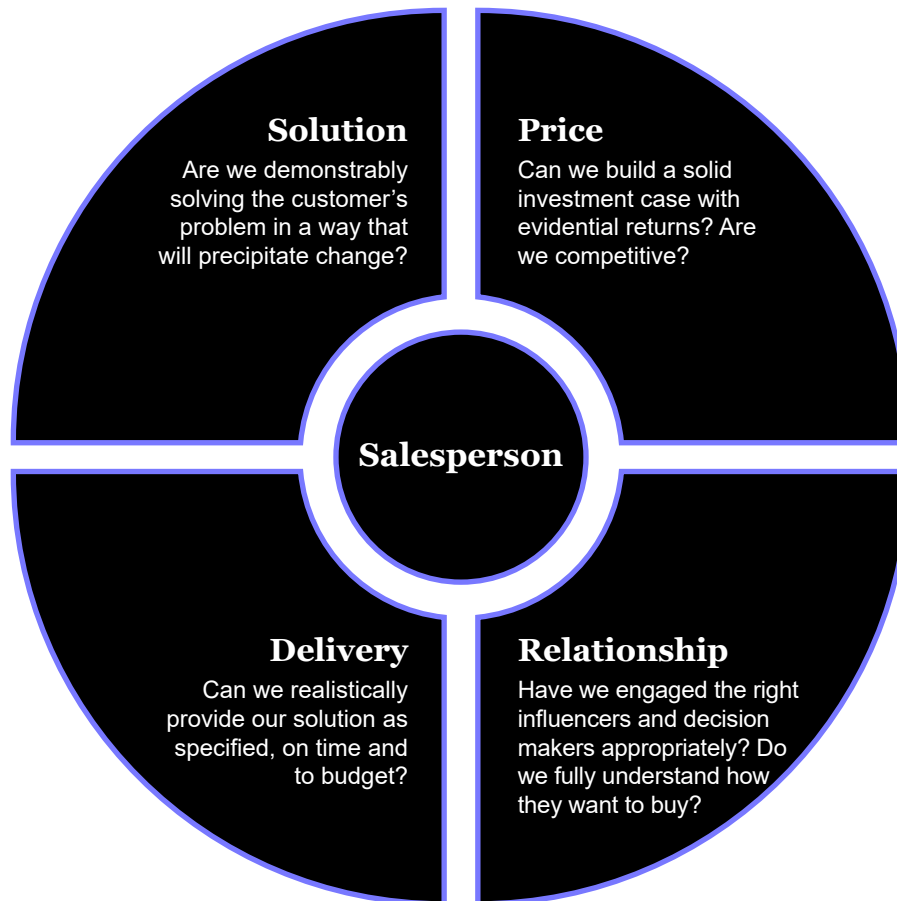 Solution
Are we demonstrably
solving the customer’s
problem in a way that
will precipitate change?
Price
Can we build a solid
investment case with
evidential returns? Are
we competitive?
Salesperson
Delivery
Can we realistically
provide our solution as
specified, on time and
to budget?
Relationship
Have we engaged the right
influencers and decision
makers appropriately? Do
we fully understand how
they want to buy?